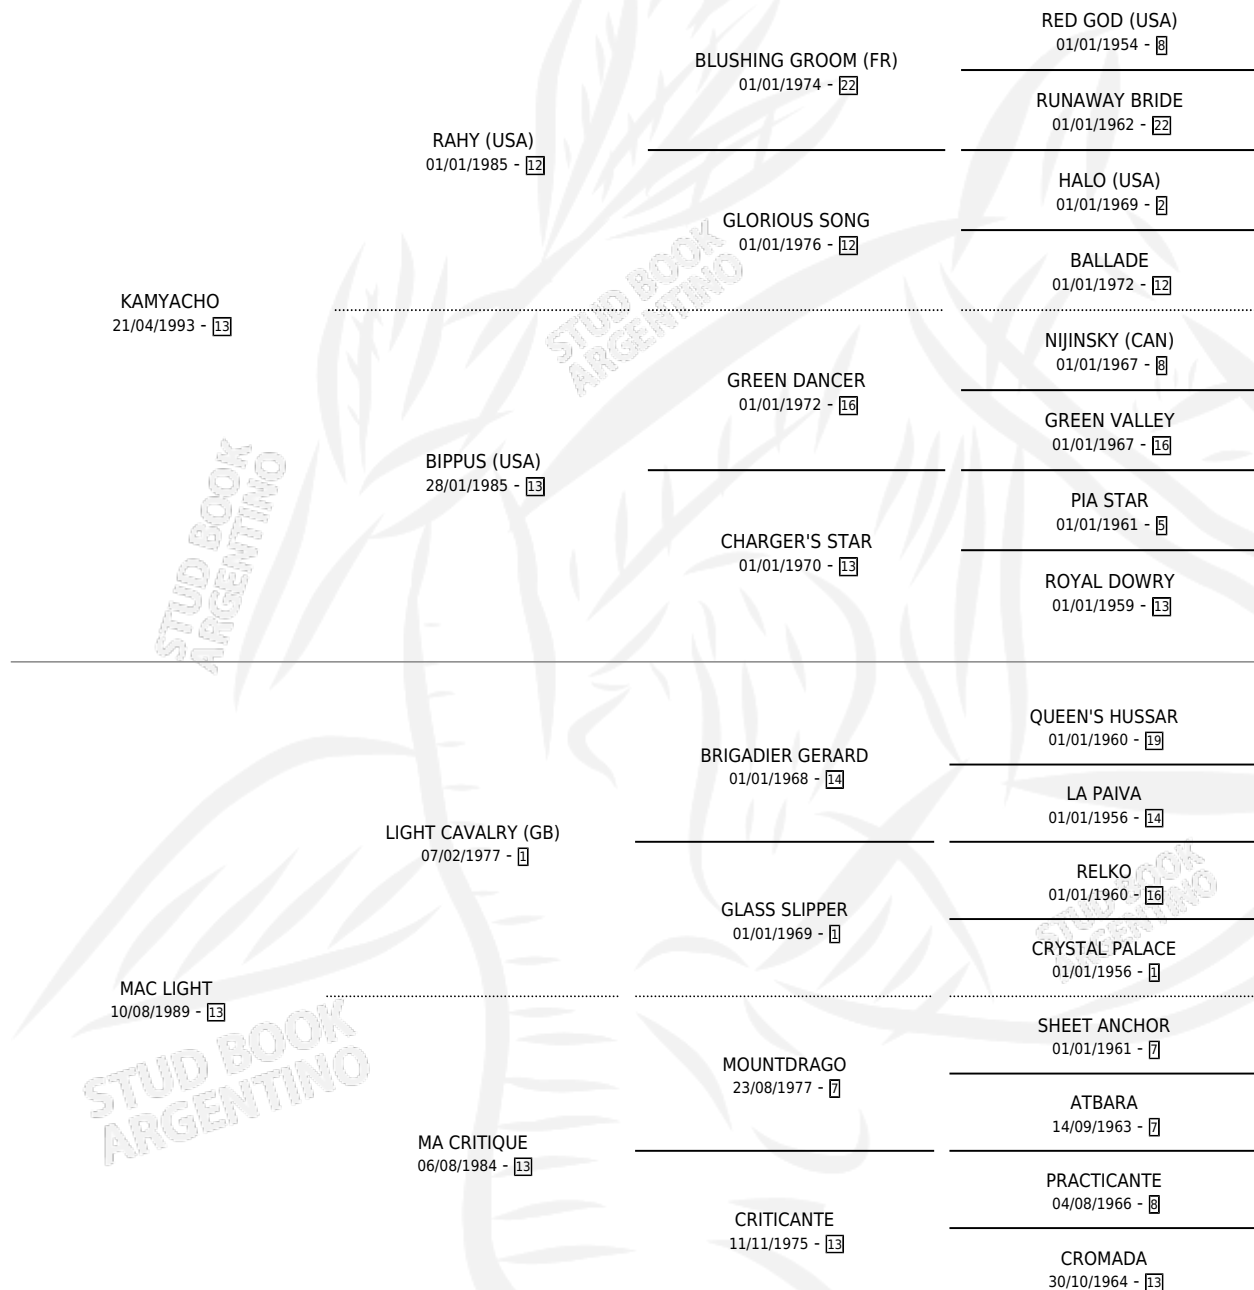 RED GOD (USA)
01/01/1954 - 8
BLUSHING GROOM (FR)
01/01/1974 - 22
RUNAWAY BRIDE
01/01/1962 - 22
RAHY (USA)
01/01/1985 - 12
HALO (USA)
01/01/1969 - 2
GLORIOUS SONG
01/01/1976 - 12
BALLADE
01/01/1972 - 12
KAMYACHO
21/04/1993 - 13
STUD BOOK
ARGENTINO
NIJINSKY (CAN)
01/01/1967 - 8
GREEN DANCER
01/01/1972 - 16
GREEN VALLEY
01/01/1967 - 16
BIPPUS (USA)
28/01/1985 - 13
PIA STAR
01/01/1961 - 5
CHARGER'S STAR
01/01/1970 - 13
ROYAL DOWRY
01/01/1959 - 13
STUD BOOK
ARGENTINO
QUEEN'S HUSSAR
01/01/1960 - 19
BRIGADIER GERARD
01/01/1968 - 14
LA PAIVA
01/01/1956 - 14
LIGHT CAVALRY (GB)
07/02/1977 - 1
RELKO
01/01/1960 - 16
GLASS SLIPPER
01/01/1969 - 1
CRYSTAL PALACE
01/01/1956 - 1
STUD BOOK
ARGENTINO
MAC LIGHT
10/08/1989 - 13
SHEET ANCHOR
01/01/1961 - 7
MOUNTDRAGO
23/08/1977 - 7
ATBARA
14/09/1963 - 7
STUD BOOK
ARGENTINO
MA CRITIQUE
06/08/1984 - 13
PRACTICANTE
04/08/1966 - 8
CRITICANTE
11/11/1975 - 13
CROMADA
30/10/1964 - 13